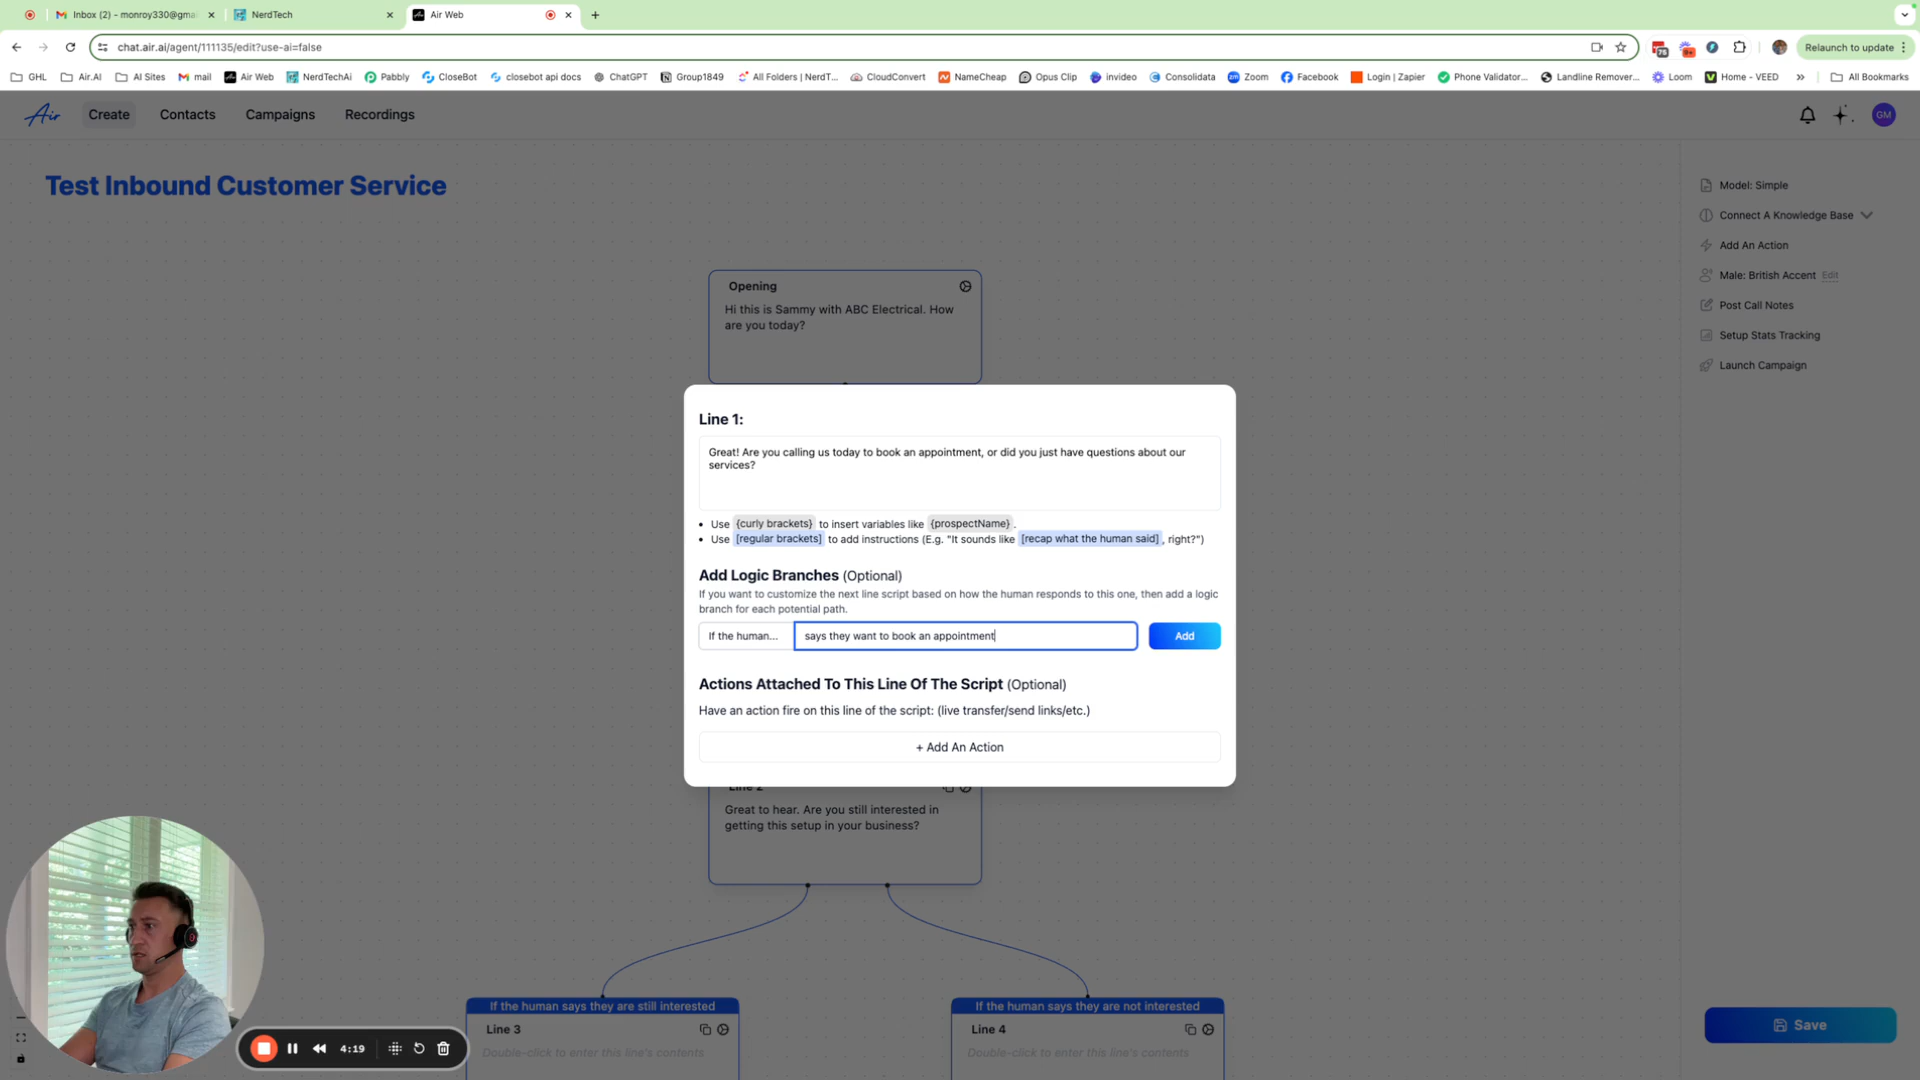 Inbox (2) - monroy330@gma
NerdTech
Air Web
chat.air.ai/agent/111135/edit?use-ai=false
Relaunch to update
GHL
Air.AI
AI Sites
mail
Air Web
NerdTechAi
Pabbly
CloseBot
closebot api docs
ChatGPT
Group1849
All Folders | NerdT...
CloudConvert
NameCheap
Opus Clip
invideo
Consolidata
Zoom
Facebook
Login | Zapier
Phone Validator...
Landline Remover...
Loom
Home - VEED
All Bookmarks
Air
Create
Contacts
Campaigns
Recordings
GM
Test Inbound Customer Service
Model: Simple
Connect A Knowledge Base
Add An Action
Male: British Accent Edit
Post Call Notes
Setup Stats Tracking
Launch Campaign
Opening
Hi this is Sammy with ABC Electrical. How
are you today?
Line 1:
Great! Are you calling us today to book an appointment, or did you just have questions about our
services?
• Use {curly brackets} to insert variables like {prospectName} .
• Use [regular brackets] to add instructions (E.g. "It sounds like [recap what the human said] , right?")
Add Logic Branches (Optional)
If you want to customize the next line script based on how the human responds to this one, then add a logic
branch for each potential path.
If the human...
says they want to book an appointment
Add
Actions Attached To This Line Of The Script (Optional)
Have an action fire on this line of the script: (live transfer/send links/etc.)
+ Add An Action
Line 2
Great to hear. Are you still interested in
getting this setup in your business?
If the human says they are still interested
Line 3
Double-click to enter this line's contents
If the human says they are not interested
Line 4
Double-click to enter this line's contents
Save
4:19